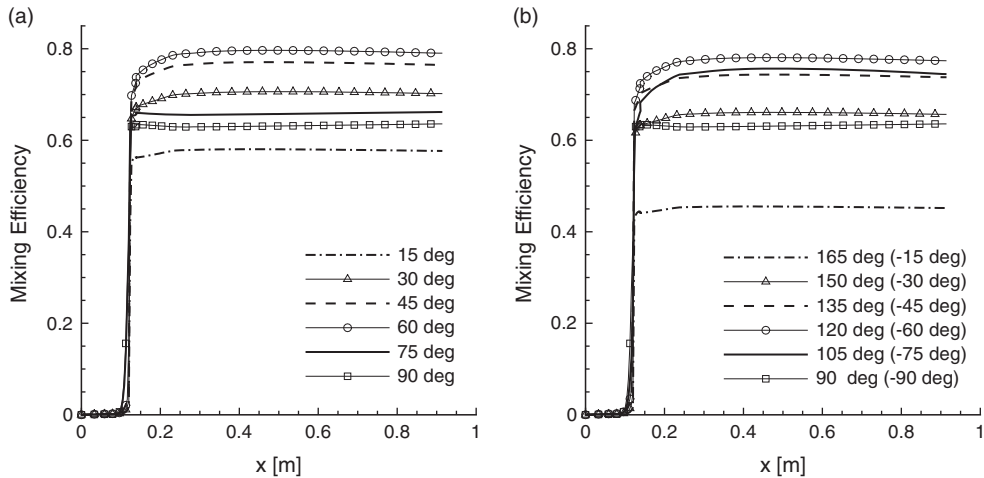 (a)
Mixing Efficiency
0.8
0.6
0.4
0.2
0
0
0.2
0.4
0.6
0.8
1
x [m]
15 deg
30 deg
45 deg
60 deg
75 deg
90 deg
(b)
Mixing Efficiency
0.8
0.6
0.4
0.2
0
0
0.2
0.4
0.6
0.8
1
x [m]
165 deg (-15 deg)
150 deg (-30 deg)
135 deg (-45 deg)
120 deg (-60 deg)
105 deg (-75 deg)
90 deg (-90 deg)